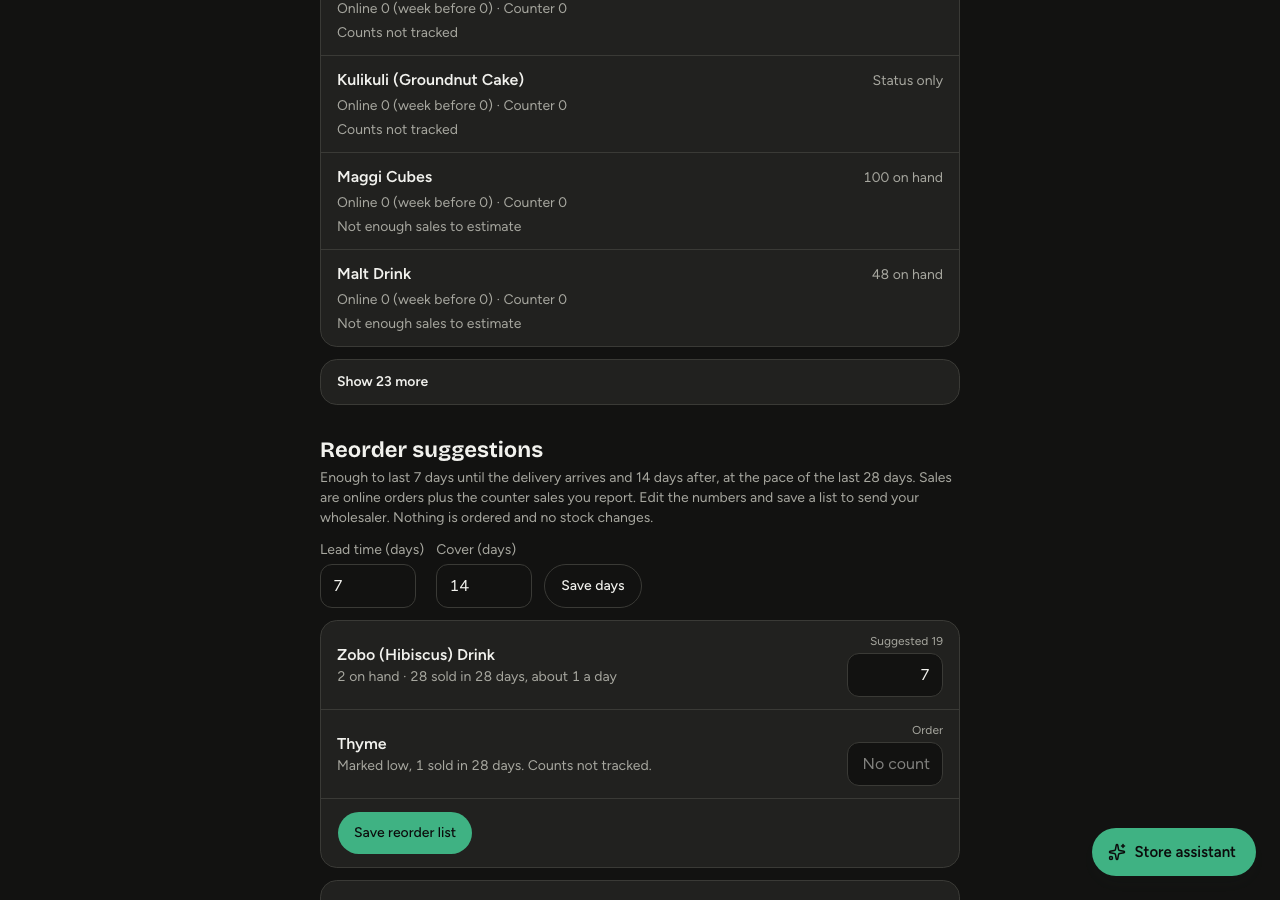 Online 0 (week before 0) · Counter 0
Counts not tracked
Kulikuli (Groundnut Cake)
Status only
Online 0 (week before 0) · Counter 0
Counts not tracked
Maggi Cubes
100 on hand
Online 0 (week before 0) · Counter 0
Not enough sales to estimate
Malt Drink
48 on hand
Online 0 (week before 0) · Counter 0
Not enough sales to estimate
Show 23 more
Reorder suggestions
Enough to last 7 days until the delivery arrives and 14 days after, at the pace of the last 28 days. Sales
are online orders plus the counter sales you report. Edit the numbers and save a list to send your
wholesaler. Nothing is ordered and no stock changes.
Lead time (days)
Cover (days)
7
14
Save days
Suggested 19
Zobo (Hibiscus) Drink
2 on hand · 28 sold in 28 days, about 1 a day
7
Order
Thyme
Marked low, 1 sold in 28 days. Counts not tracked.
No count
Save reorder list
Store assistant